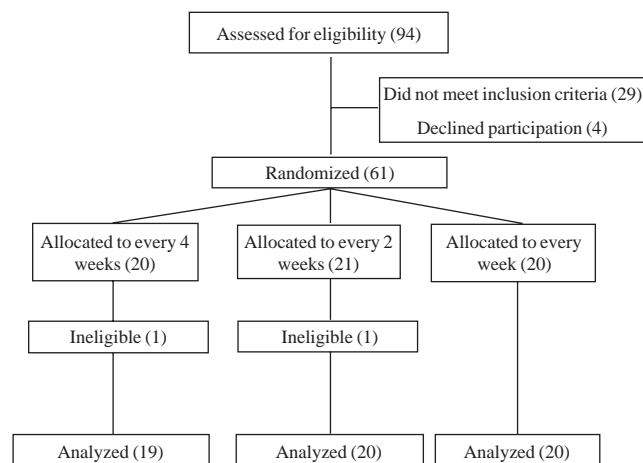 Assessed for eligibility (94)
Did not meet inclusion criteria (29)
Declined participation (4)
Randomized (61)
Allocated to every 4
weeks (20)
Allocated to every 2
weeks (21)
Allocated to every
week (20)
Ineligible (1)
Ineligible (1)
Analyzed (19)
Analyzed (20)
Analyzed (20)